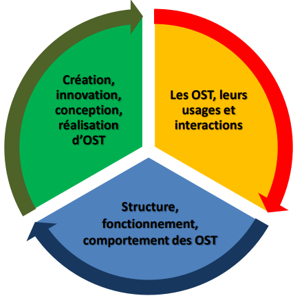 Création,
innovation,
conception,
réalisation
d'OST
Les OST, leurs
usages et
interactions
Structure,
fonctionnement,
comportement des OST